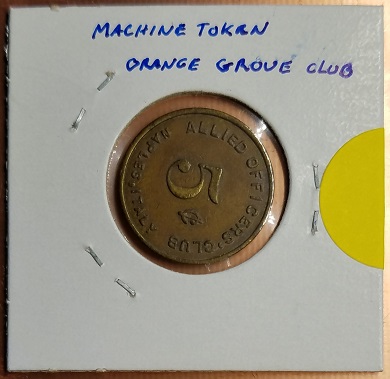 MACHINE TOKRN
ORANGE GROVE CLUB
ALLIED OFFICERS' CLUB
5